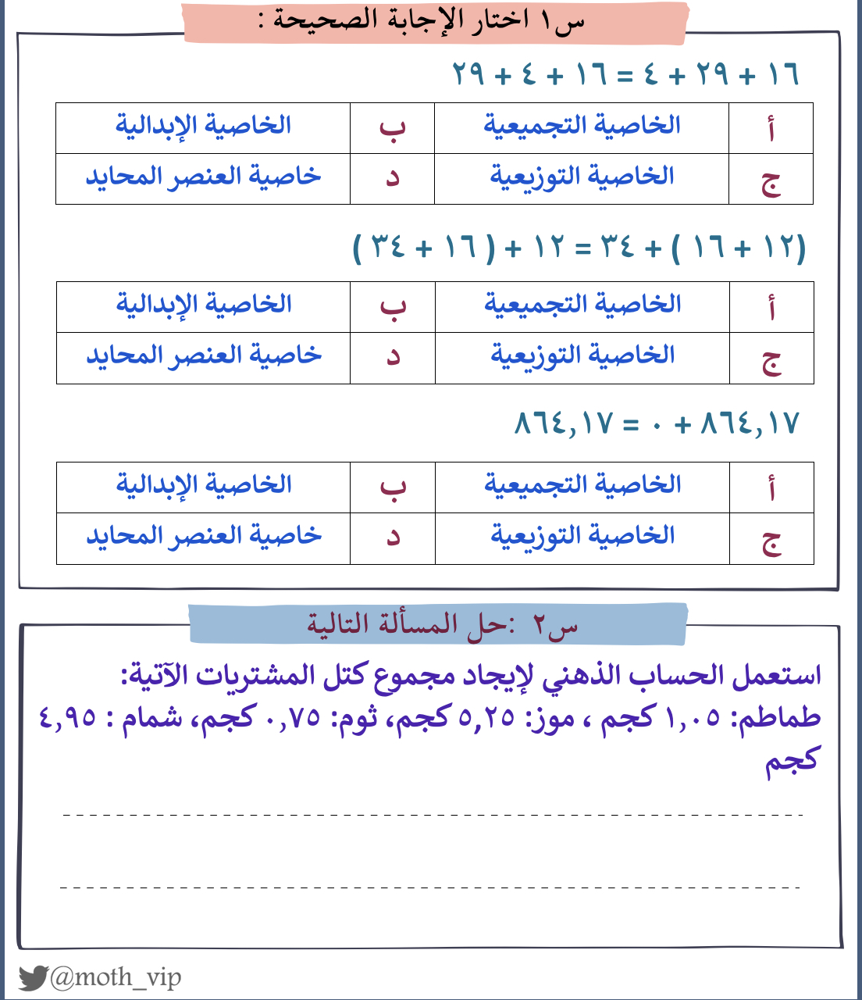 س١ اختار الإجابة الصحيحة :
١٦ + ٢٩ + ٤ = ١٦ + ٤ + ٢٩
أ الخاصية التجميعية ب الخاصية الإبدالية
ج الخاصية التوزيعية د خاصية العنصر المحايد
(١٢ + ١٦ ) + ٣٤ = ١٢ + ( ١٦ + ٣٤ )
أ الخاصية التجميعية ب الخاصية الإبدالية
ج الخاصية التوزيعية د خاصية العنصر المحايد
٨٦٤,١٧ + ٠ = ٨٦٤,١٧
أ الخاصية التجميعية ب الخاصية الإبدالية
ج الخاصية التوزيعية د خاصية العنصر المحايد
س٢ :حل المسألة التالية
استعمل الحساب الذهني لإيجاد مجموع كتل المشتريات الآتية:
طماطم: ١,٠٥ كجم ، موز: ٥,٢٥ كجم، ثوم: ٠,٧٥ كجم، شمام : ٤,٩٥
كجم
@moth_vip